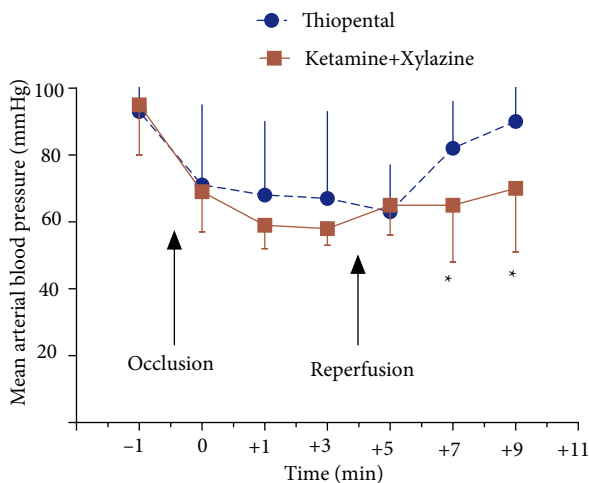 Thiopental
Ketamine+Xylazine
Mean arterial blood pressure (mmHg)
100
80
60
40
20
Occlusion
Reperfusion
*
*
−1
0
+1
+3
+5
+7
+9
+11
Time (min)